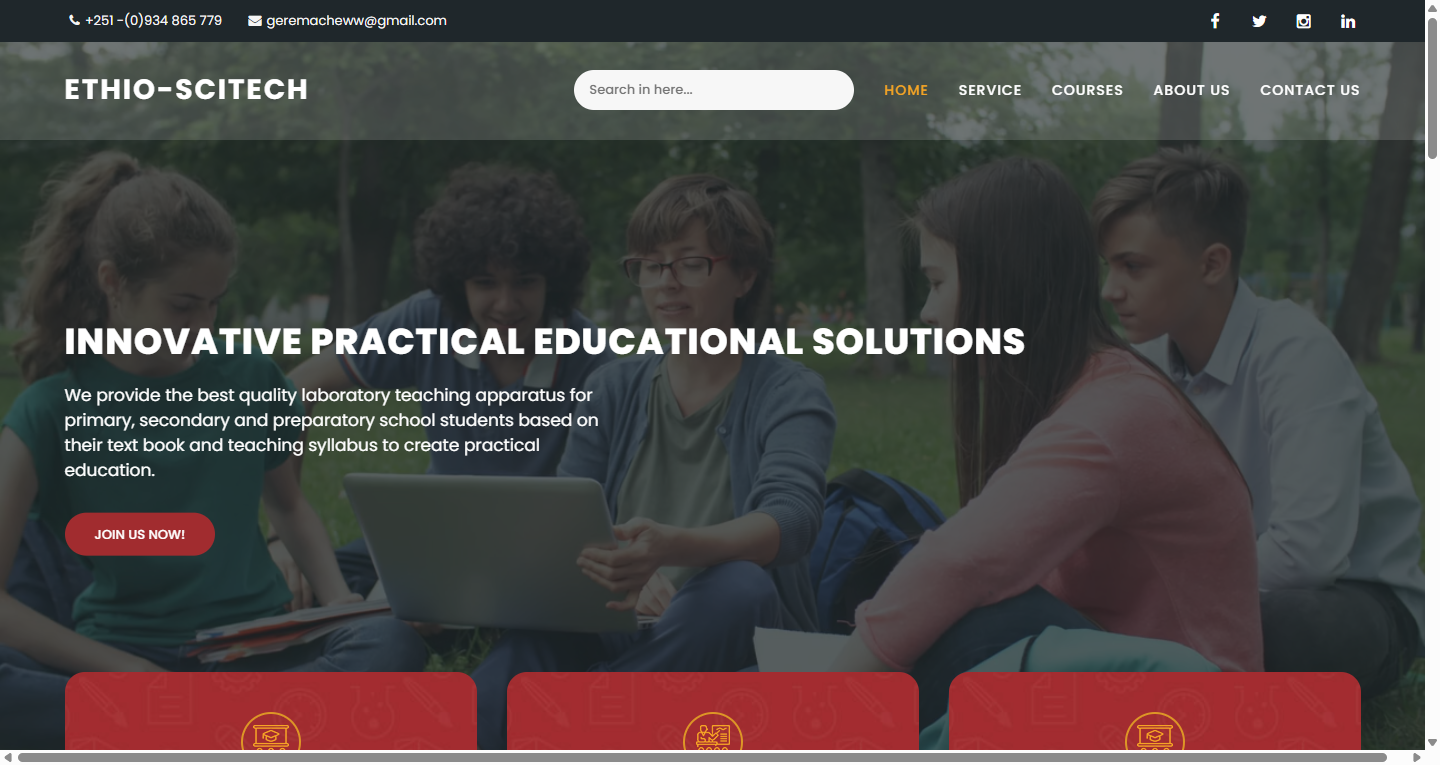 +251 -(0)934 865 779 geremacheww@gmail.com
ETHIO-SCITECH
Search in here...
HOME SERVICE COURSES ABOUT US CONTACT US
INNOVATIVE PRACTICAL EDUCATIONAL SOLUTIONS
We provide the best quality laboratory teaching apparatus for
primary, secondary and preparatory school students based on
their text book and teaching syllabus to create practical
education.
JOIN US NOW!